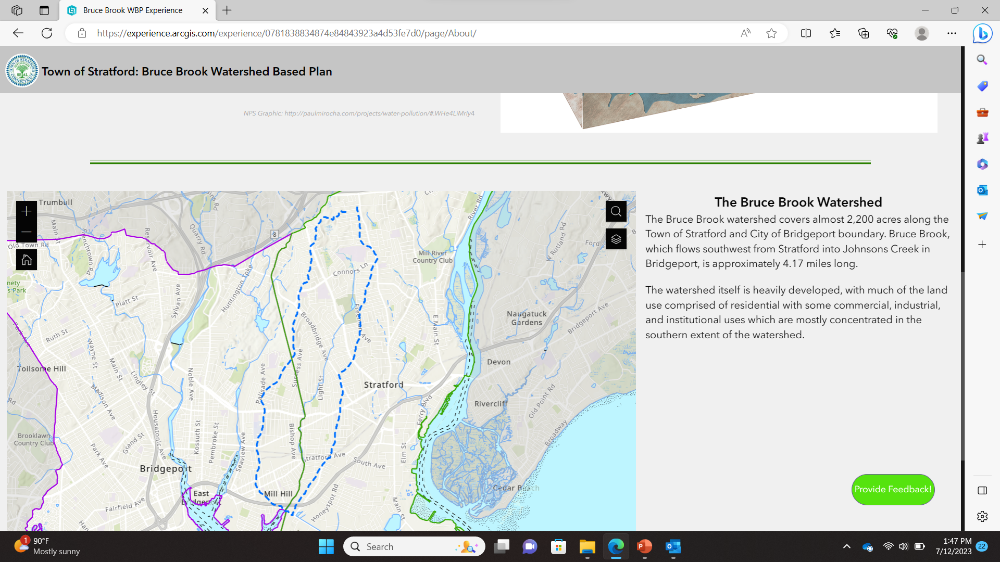 Bruce Brook WBP Experience
https://experience.arcgis.com/experience/0781838834874e84843923a4d53fe7d0/page/About/
Town of Stratford: Bruce Brook Watershed Based Plan
NPS Graphic: http://paulmirocha.com/projects/water-pollution/#.WHe4LiMrly4
The Bruce Brook Watershed
The Bruce Brook watershed covers almost 2,200 acres along the
Town of Stratford and City of Bridgeport boundary. Bruce Brook,
which flows southwest from Stratford into Johnsons Creek in
Bridgeport, is approximately 4.17 miles long.
The watershed itself is heavily developed, with much of the land
use comprised of residential with some commercial, industrial,
and institutional uses which are mostly concentrated in the
southern extent of the watershed.
Trumbull
Main St
Old Town Rd
Frenchtown Rd
Reservoir Ave
Quarry Rd
8
River Rd
Mill River
Country Club
W Rutland Rd
Ford S
Connors Ln
Huntington Tpke
Platt St
Sylvan Ave
Park Ave
Ruth St
Wayne St
Broadbridge Ave
Freeman Ave
E Main St
Naugatuck
Gardens
Bridgeport Ave
Devon
Toilsome Hill
Main St
Lindley St
Noble Ave
Palisade Ave
Success Ave
Light St
Stratford
Madison Ave
Rd
Rivercliff
Old Point Rd
Ferry Blvd
Housatonic Ave
Kossuth St
Pembroke St
Seaview Ave
Bishop Ave
Brooklawn
Country Club
Grand St
Park Ave
Elm St
Broadway
Stratford Ave
South Ave
Bridgeport
East
Bridgeport
Mill Hill
Cedar Beach
Fairfield Ave
Honeyspot Rd
Main St
Provide Feedback!
1
90°F
Mostly sunny
Search
1:47 PM
7/12/2023
22